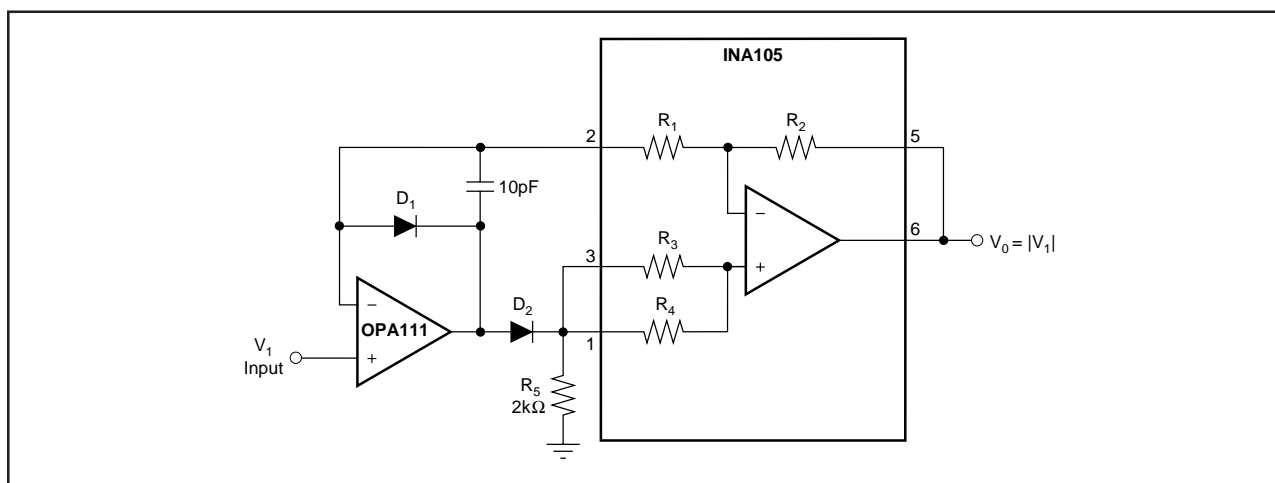 INA105
R1
R2
2
5
10pF
D1
6
V0 = |V1|
3
R3
D2
R4
OPA111
1
V1
Input
R5
2kΩ
−
+
−
+